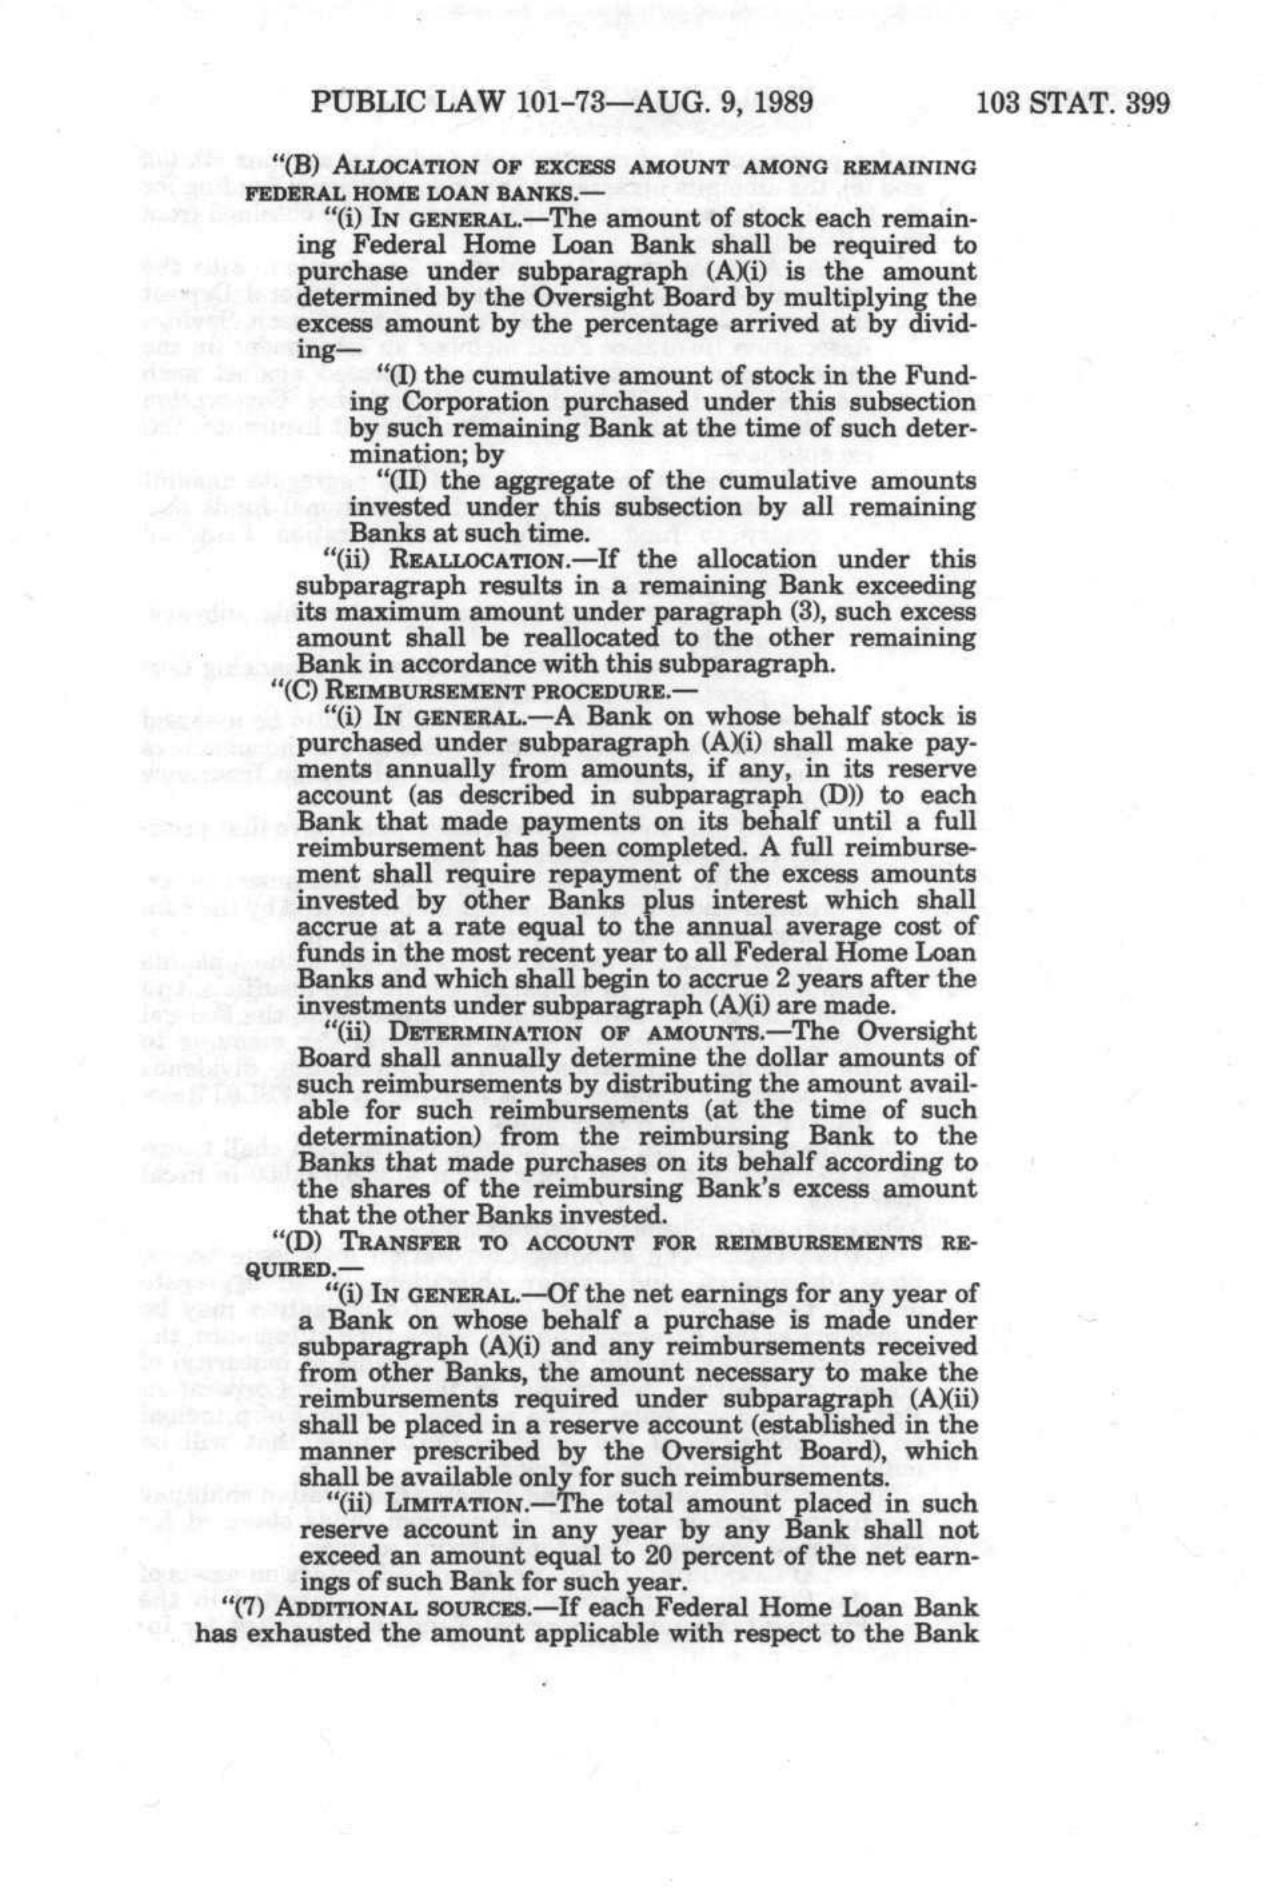 PUBLIC LAW 101-73—AUG. 9, 1989 103 STAT. 399
"(B) ALLOCATION OF EXCESS AMOUNT AMONG REMAINING
FEDERAL HOME LOAN BANKS.—
"(i) IN GENERAL.—The amount of stock each remain-
ing Federal Home Loan Bank shall be required to
purchase under subparagraph (A)(i) is the amount
determined by the Oversight Board by multiplying the
excess amount by the percentage arrived at by divid-
ing—
"(I) the cumulative amount of stock in the Fund-
ing Corporation purchased under this subsection
by such remaining Bank at the time of such deter-
mination; by
"(II) the aggregate of the cumulative amounts
invested under this subsection by all remaining
Banks at such time.
"(ii) REALLOCATION.—If the allocation under this
subparagraph results in a remaining Bank exceeding
its maximum amount under paragraph (3), such excess
amount shall be reallocated to the other remaining
Bank in accordance with this subparagraph.
"(C) REIMBURSEMENT PROCEDURE.—
"(i) IN GENERAL.—A Bank on whose behalf stock is
purchased under subparagraph (A)(i) shall make pay-
ments annually from amounts, if any, in its reserve
account (as described in subparagraph (D)) to each
Bank that made payments on its behalf until a full
reimbursement has been completed. A full reimburse-
ment shall require repayment of the excess amounts
invested by other Banks plus interest which shall
accrue at a rate equal to the annual average cost of
funds in the most recent year to all Federal Home Loan
Banks and which shall begin to accrue 2 years after the
investments under subparagraph (A)(i) are made.
"(ii) DETERMINATION OF AMOUNTS.—The Oversight
Board shall annually determine the dollar amounts of
such reimbursements by distributing the amount avail-
able for such reimbursements (at the time of such
determination) from the reimbursing Bank to the
Banks that made purchases on its behalf according to
the shares of the reimbursing Bank's excess amount
that the other Banks invested.
"(D) TRANSFER TO ACCOUNT FOR REIMBURSEMENTS RE-
QUIRED.—
"(i) IN GENERAL.—Of the net earnings for any year of
a Bank on whose behalf a purchase is made under
subparagraph (A)(i) and any reimbursements received
from other Banks, the amount necessary to make the
reimbursements required under subparagraph (A)(ii)
shall be placed in a reserve account (established in the
manner prescribed by the Oversight Board), which
shall be available only for such reimbursements.
"(ii) LIMITATION.—The total amount placed in such
reserve account in any year by any Bank shall not
exceed an amount equal to 20 percent of the net earn-
ings of such Bank for such year.
"(7) ADDITIONAL SOURCES.—If each Federal Home Loan Bank
has exhausted the amount applicable with respect to the Bank